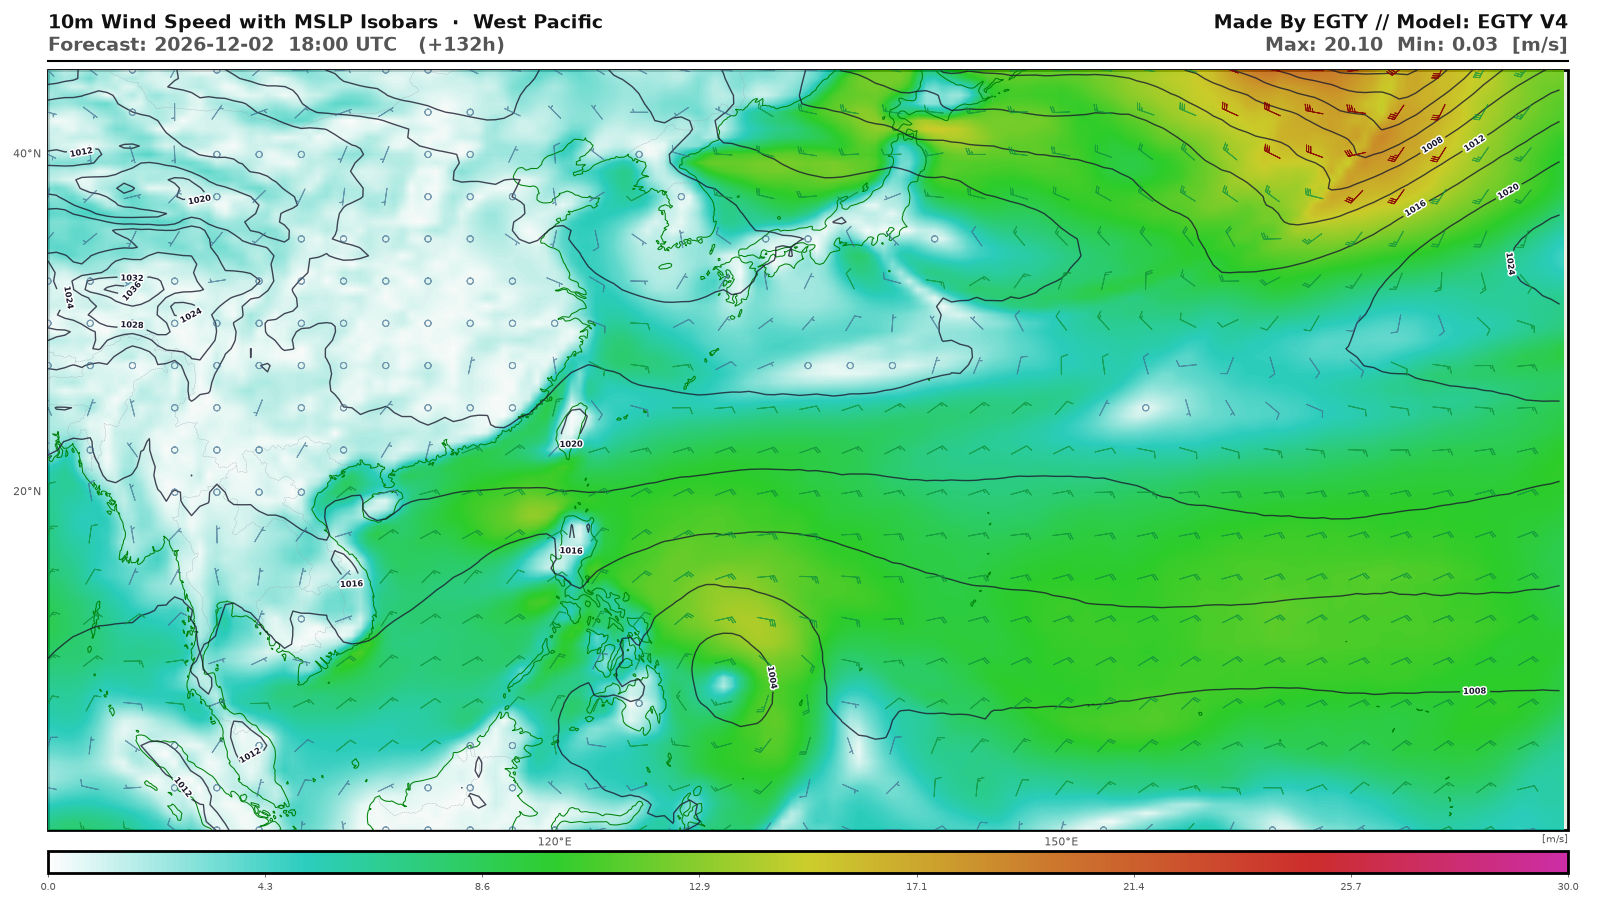 10m Wind Speed with MSLP Isobars · West Pacific
Made By EGTY // Model: EGTY V4
Forecast: 2026-12-02 18:00 UTC (+132h)
Max: 20.10 Min: 0.03 [m/s]
1008
1012
40°N
1012
1020
1020
1016
1024
1032
1036
1024
1024
1028
1020
20°N
1016
1016
1004
1008
1012
1012
120°E
150°E
[m/s]
0.0 4.3 8.6 12.9 17.1 21.4 25.7 30.0